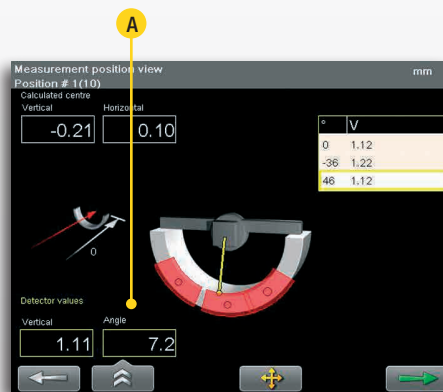 A
Measurement position view
mm
Position # 1(10)
Calculated centre
Vertical Horizontal
-0.21 0.10
° V
0 1.12
-36 1.22
46 1.12
0
Detector values
Vertical Angle
1.11 7.2